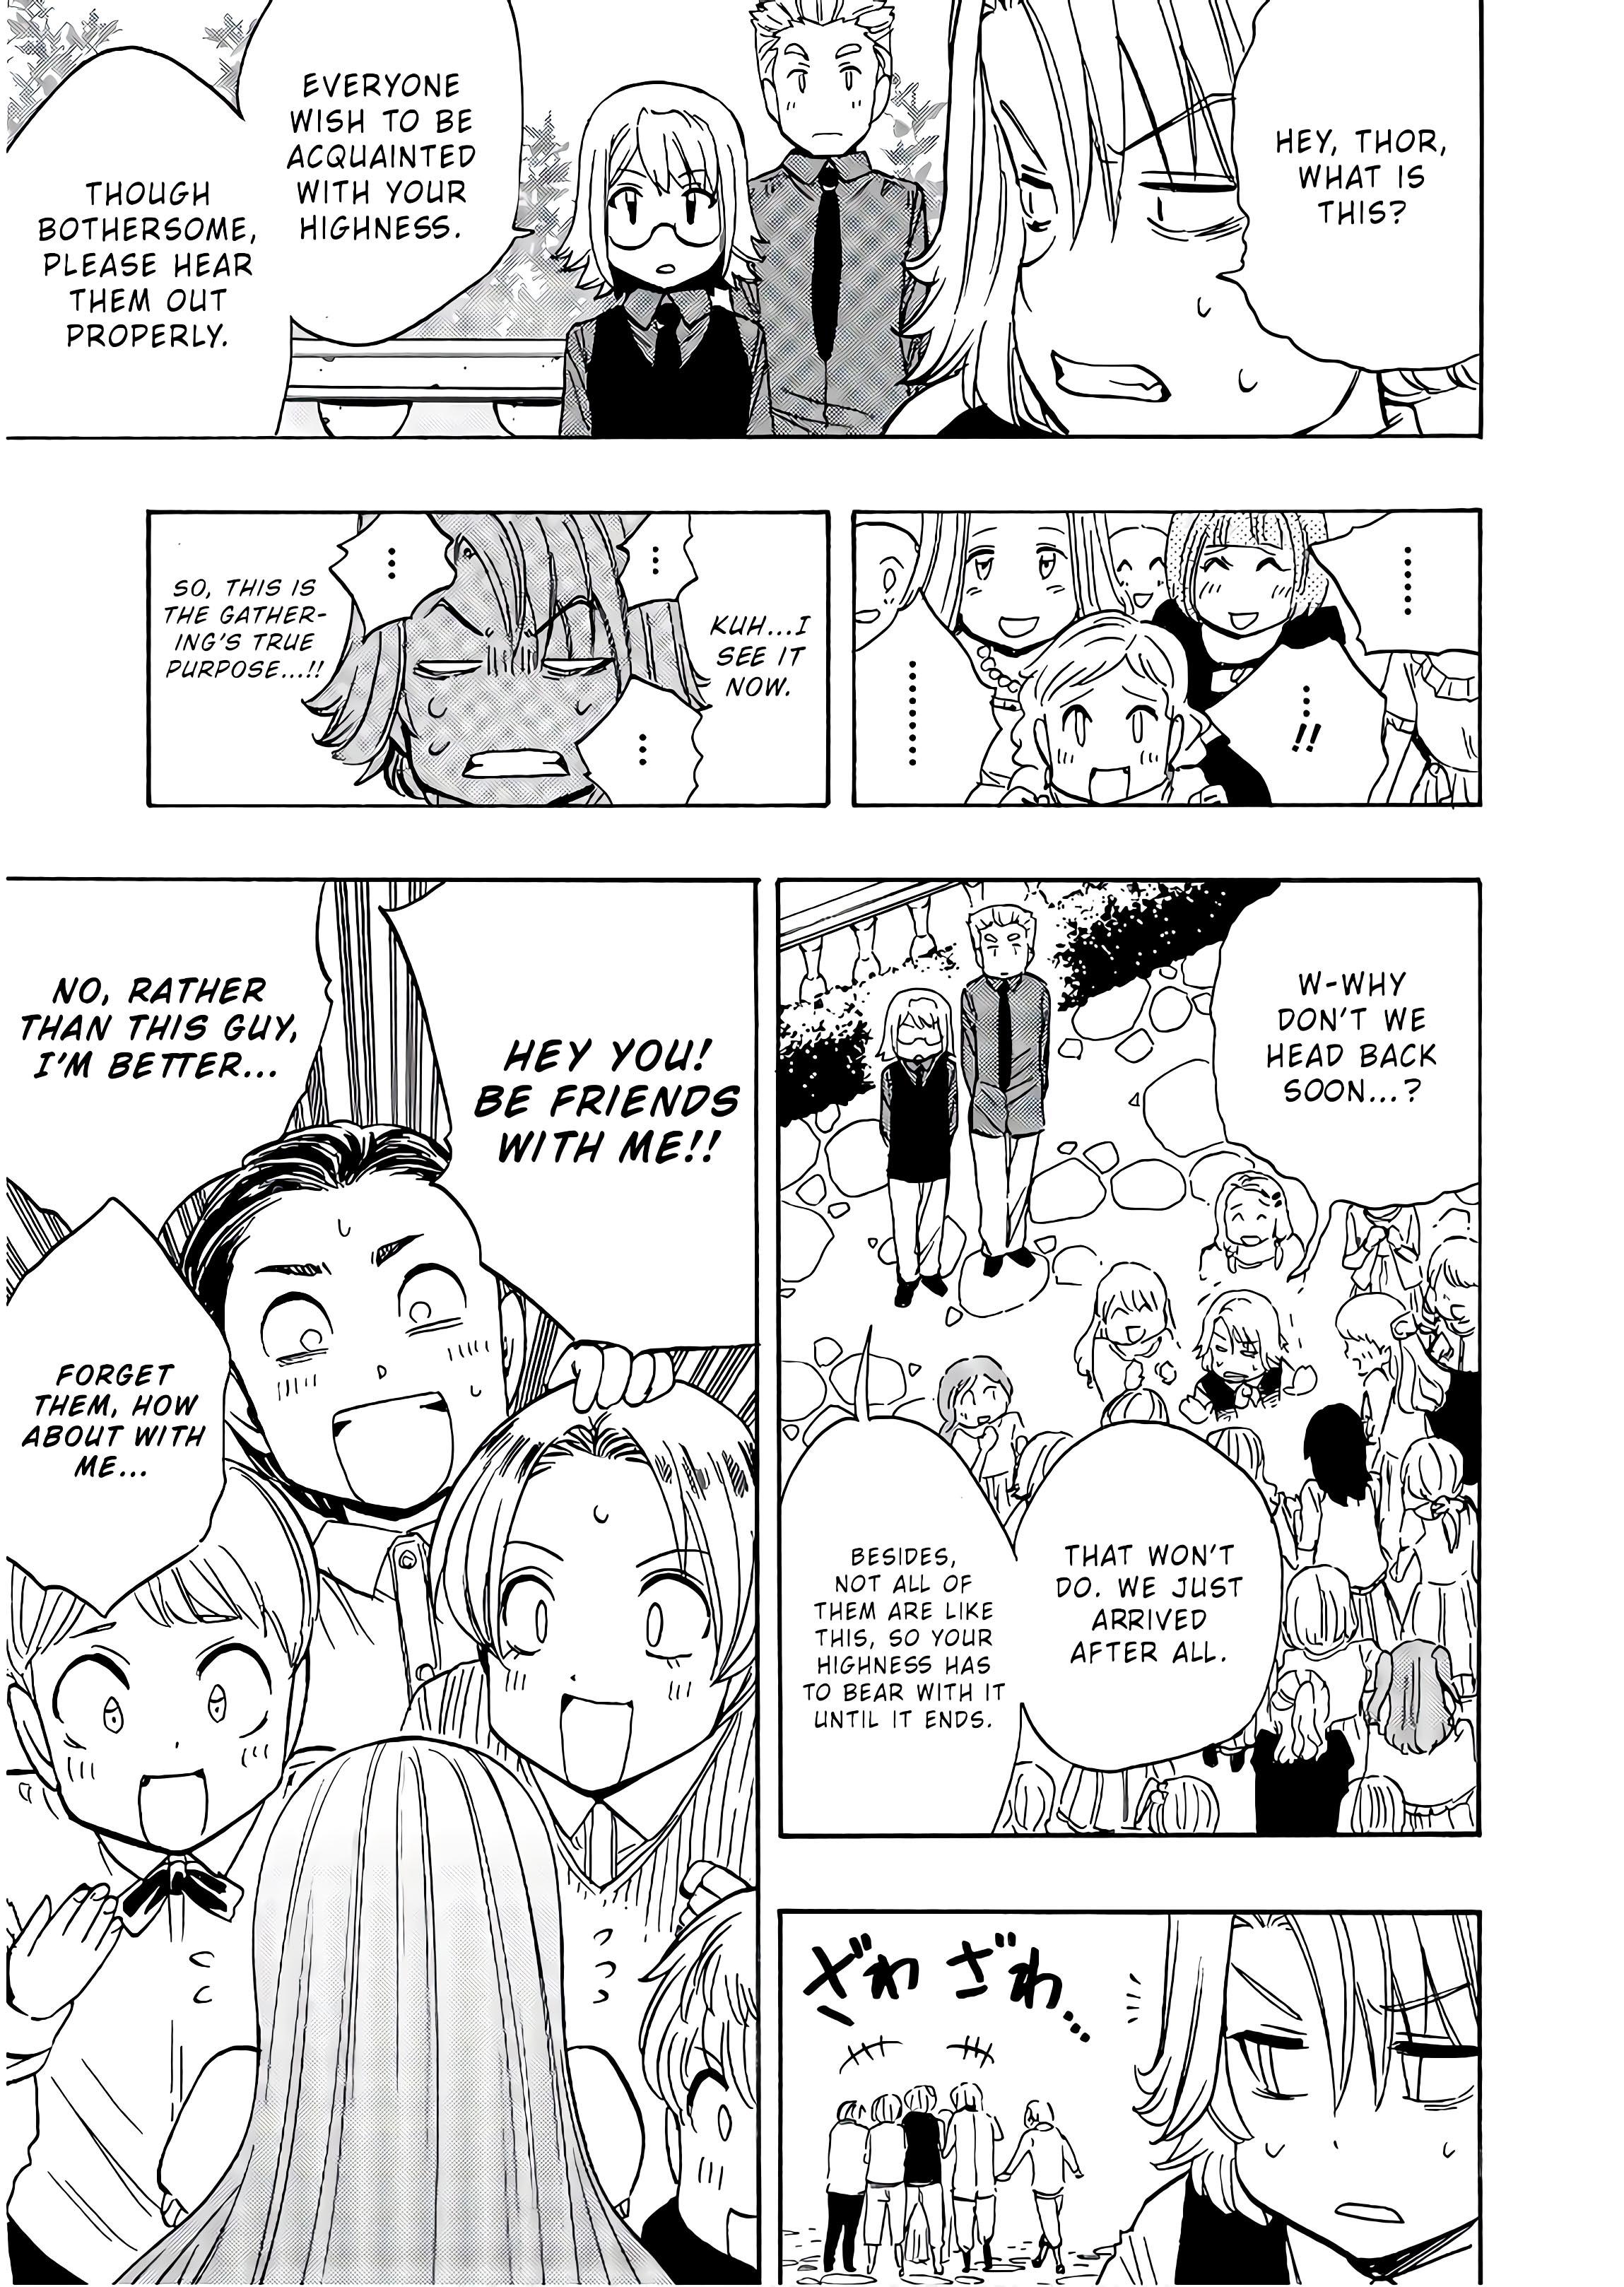 HEY, THOR,
WHAT IS
THIS?
EVERYONE
WISH TO BE
ACQUAINTED
WITH YOUR
HIGHNESS.
THOUGH
BOTHERSOME,
PLEASE HEAR
THEM OUT
PROPERLY.
........
...!!
.........
...
KUH...I
SEE IT
NOW.
...
...
SO, THIS IS
THE GATHER-
ING'S TRUE
PURPOSE...!!
W-WHY
DON'T WE
HEAD BACK
SOON...?
THAT WON'T
DO. WE JUST
ARRIVED
AFTER ALL.
BESIDES,
NOT ALL OF
THEM ARE LIKE
THIS, SO YOUR
HIGHNESS HAS
TO BEAR WITH IT
UNTIL IT ENDS.
ざわ ざわ...
HEY YOU!
BE FRIENDS
WITH ME!!
NO, RATHER
THAN THIS GUY,
I'M BETTER...
FORGET
THEM, HOW
ABOUT WITH
ME...